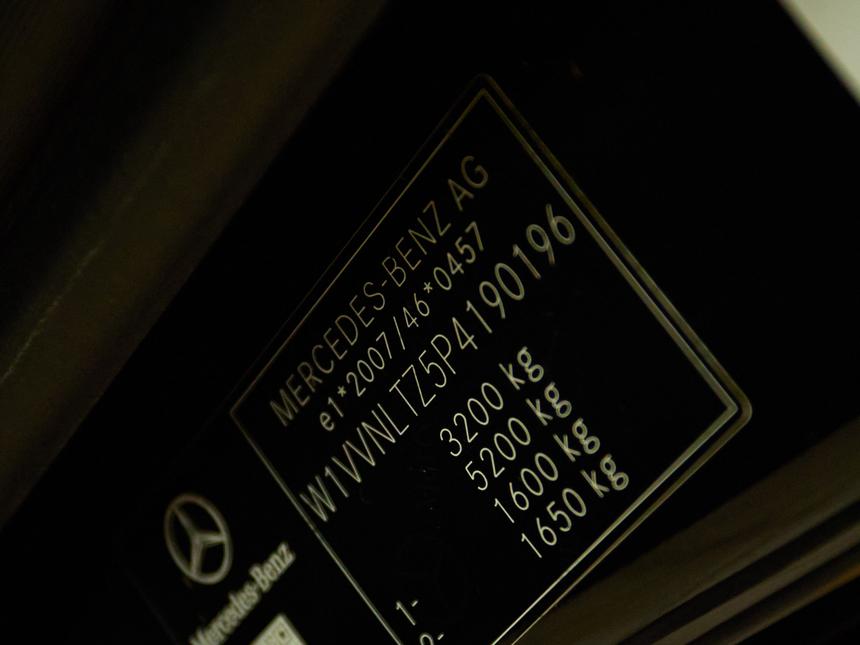 MERCEDES-BENZ AG
e1*2007/46*0457
W1VVNLTZ5P4190196
3200 kg
5200 kg
1- 1600 kg
2- 1650 kg
Mercedes-Benz